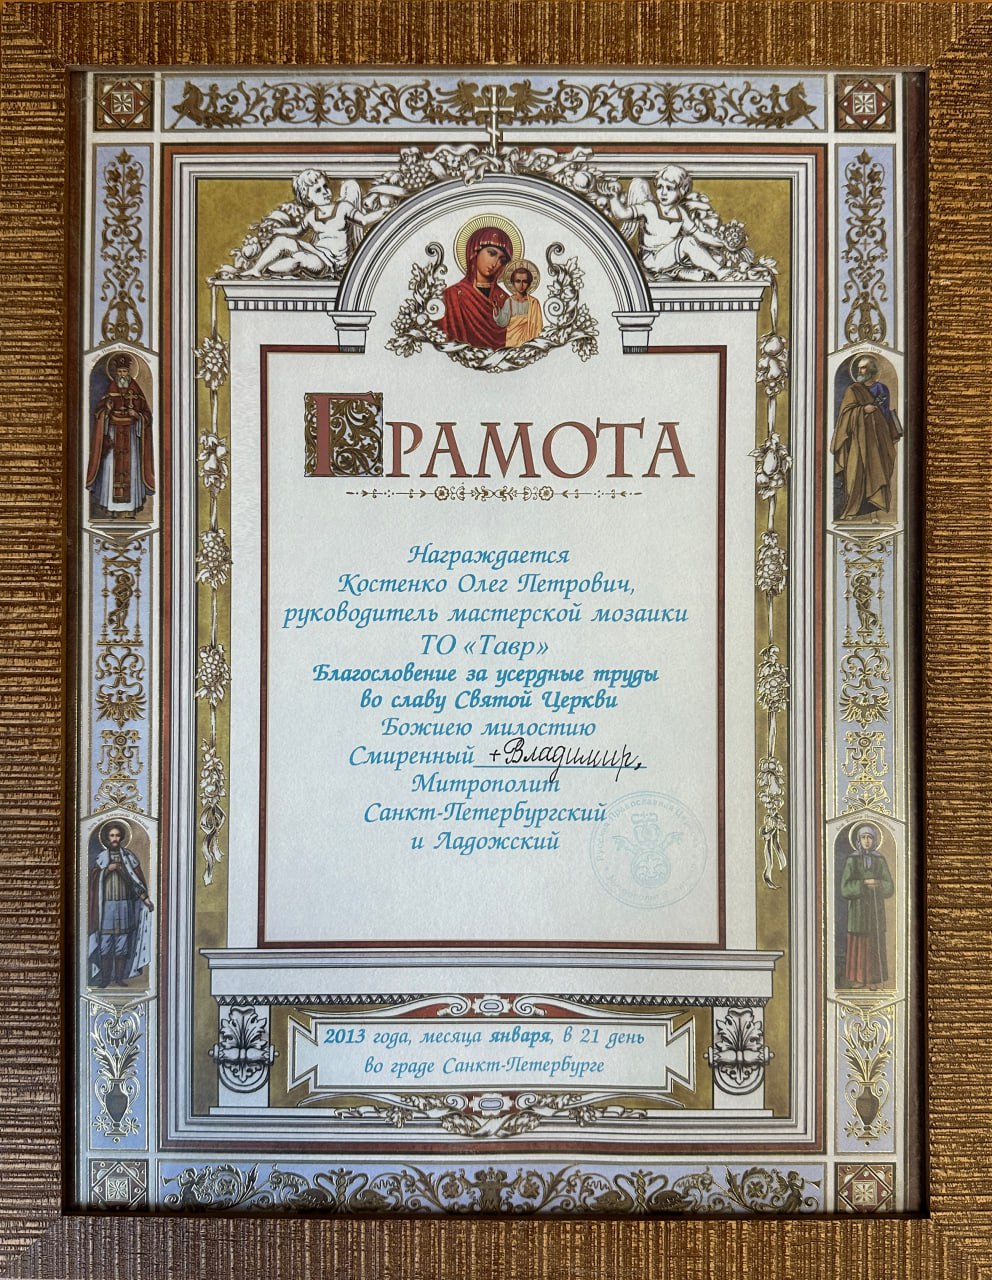 ГРАМОТА
Награждается
Костенко Олег Петрович,
руководитель мастерской мозаики
ТО «Тавр»
Благословение за усердные труды
во славу Святой Церкви
Божиею милостию
Смиренный +Владимир,
Митрополит
Санкт-Петербургский
и Ладожский
2013 года, месяца января, в 21 день
во граде Санкт-Петербурге